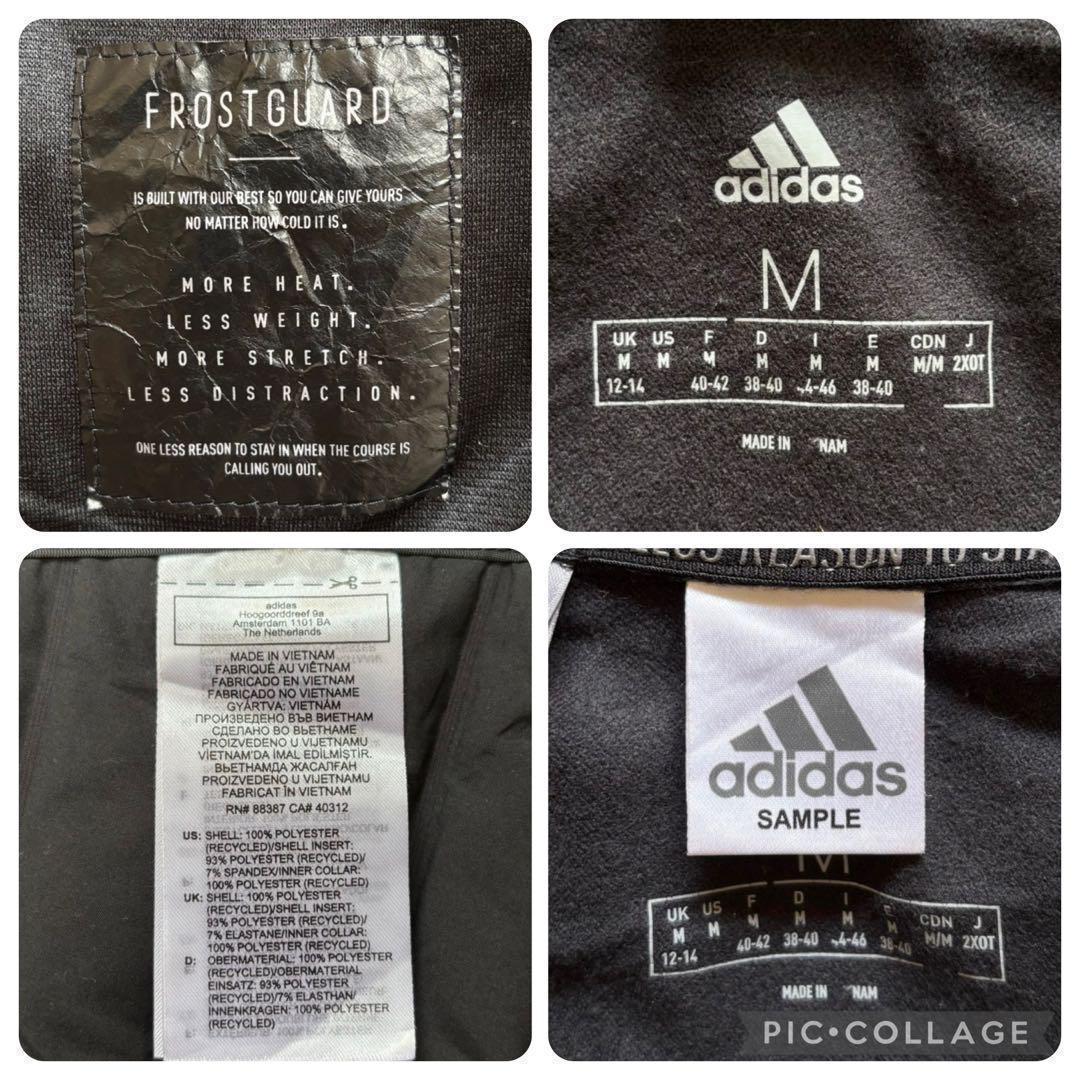 FROSTGUARD
IS BUILT WITH OUR BEST SO YOU CAN GIVE YOURS
NO MATTER HOW COLD IT IS.
MORE HEAT.
LESS WEIGHT.
MORE STRETCH.
LESS DISTRACTION.
ONE LESS REASON TO STAY IN WHEN THE COURSE IS
CALLING YOU OUT.
adidas
M
UK US F D I E CDN J
M M M M M M M/M 2XOT
12-14 40-42 38-40 4-46 38-40
MADE IN NAM
adidas
Hoogoorddreef 9a
Amsterdam 1101 BA
The Netherlands
MADE IN VIETNAM
FABRIQUÉ AU VIÊTNAM
FABRICADO EN VIETNAM
FABRICADO NO VIETNAME
GYÁRTVA: VIETNÁM
ПРОИЗВЕДЕНО ВЪВ ВИЕТНАМ
СДЕЛАНО ВО ВЬЕТНАМЕ
PROIZVEDENO U VIJETNAMU
VİETNAM'DA İMAL EDİLMİŞTİR.
ВЬЕТНАМДА ЖАСАЛҒАН
PROIZVEDENO U VIJETNAMU
FABRICAT ÎN VIETNAM
RN# 88387 CA# 40312
US: SHELL: 100% POLYESTER
(RECYCLED)/SHELL INSERT:
93% POLYESTER (RECYCLED)/
7% SPANDEX/INNER COLLAR:
100% POLYESTER (RECYCLED)
UK: SHELL: 100% POLYESTER
(RECYCLED)/SHELL INSERT:
93% POLYESTER (RECYCLED)/
7% ELASTANE/INNER COLLAR:
100% POLYESTER (RECYCLED)
D: OBERMATERIAL: 100% POLYESTER
(RECYCLED)/OBERMATERIAL
EINSATZ: 93% POLYESTER
(RECYCLED)/7% ELASTHAN/
INNENKRAGEN: 100% POLYESTER
(RECYCLED)
REASON TO
adidas
SAMPLE
M
UK US F D I E CDN J
M M M M M M M/M 2XOT
12-14 40-42 38-40 4-46 38-40
MADE IN NAM
PIC•COLLAGE